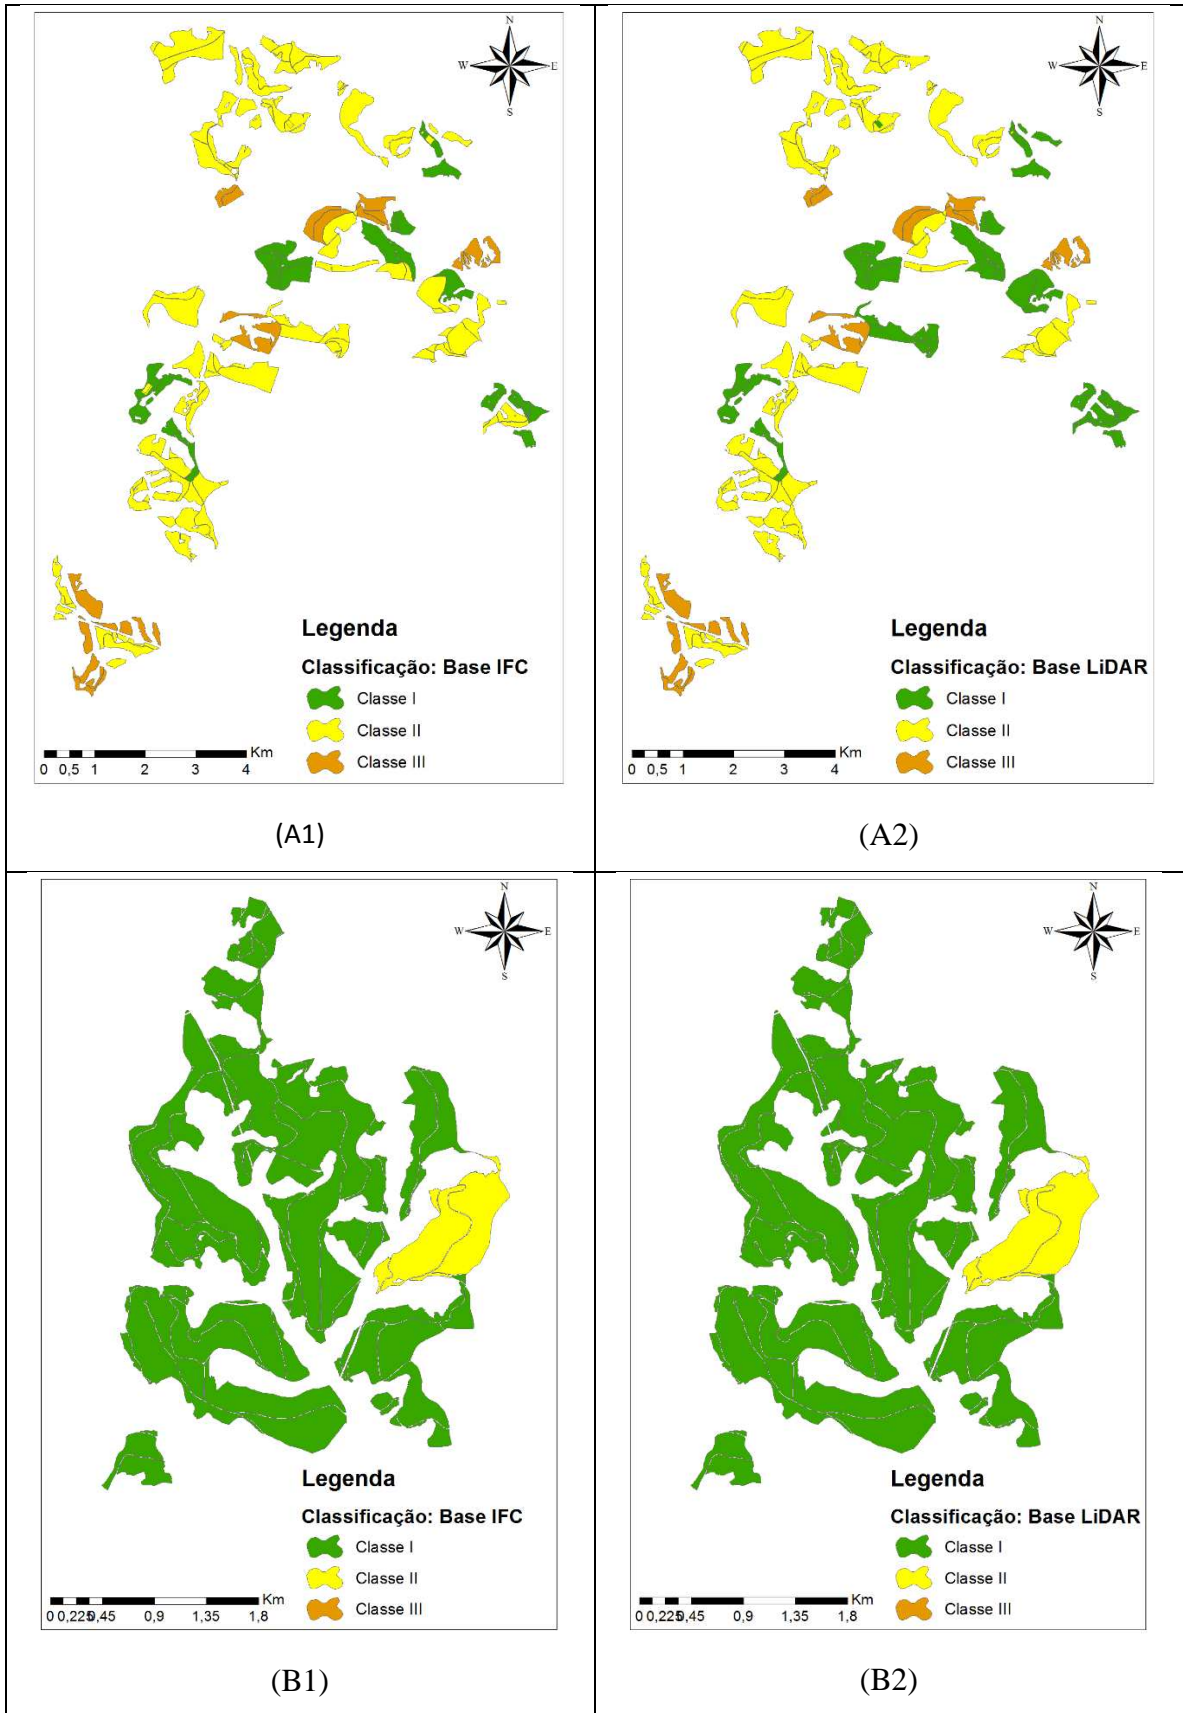 N
W E
S
Legenda
Classificação: Base IFC
Classe I
Classe II
Classe III
Km
0 0,5 1 2 3 4
(A1)
N
W E
S
Legenda
Classificação: Base LiDAR
Classe I
Classe II
Classe III
Km
0 0,5 1 2 3 4
(A2)
N
W E
S
Legenda
Classificação: Base IFC
Classe I
Classe II
Classe III
Km
0 0,225 0,45 0,9 1,35 1,8
(B1)
N
W E
S
Legenda
Classificação: Base LiDAR
Classe I
Classe II
Classe III
Km
0 0,225 0,45 0,9 1,35 1,8
(B2)